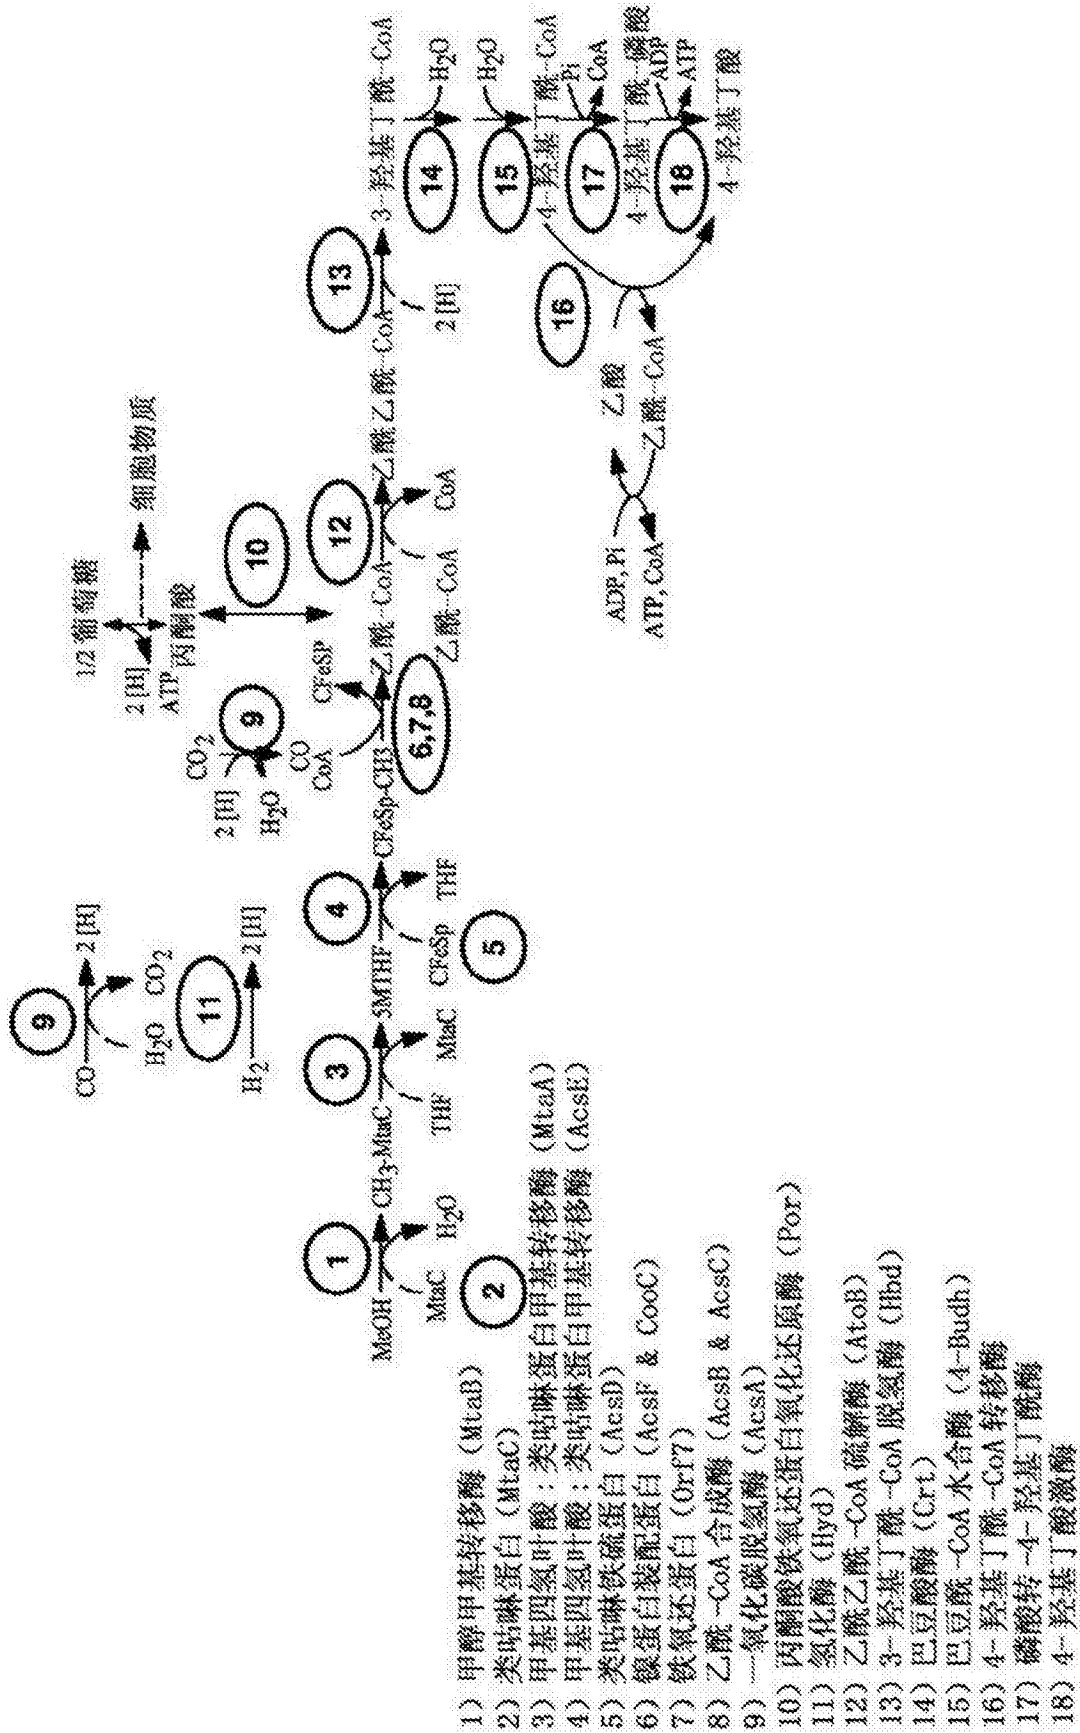 CO
2[H]
9
H₂O
CO₂
11
H₂
2[H]
1/2 葡萄糖
2[H]
ATP
丙酮酸
细胞物质
10
CO₂
9
2[H]
H₂O
CO
CoA
CFeSP
MeOH
1
MtaC
H₂O
2
CH₃-MtaC
3
THF
MtaC
5MTHF
4
CFeSp
THF
5
CFeSp-CH3
6,7,8
乙酰--CoA
12
乙酰--CoA
CoA
乙酰乙酰--CoA
13
2[H]
3--羟基丁酰--CoA
14
H₂O
15
H₂O
4--羟基丁酰--CoA
16
17
Pi
CoA
4--羟基丁酰--磷酸
18
ADP
ATP
4--羟基丁酸
乙酸
乙酰--CoA
ADP, Pi
ATP, CoA
1) 甲醇甲基转移酶 (MtaB)
2) 类咕啉蛋白 (MtaC)
3) 甲基四氢叶酸:类咕啉蛋白甲基转移酶 (MtaA)
4) 甲基四氢叶酸:类咕啉蛋白甲基转移酶 (AcsE)
5) 类咕啉铁硫蛋白 (AcsD)
6) 镍蛋白装配蛋白 (AcsF & CooC)
7) 铁氧还蛋白 (Orf7)
8) 乙酰-CoA 合成酶 (AcsB & AcsC)
9) 一氧化碳脱氢酶 (AcsA)
10) 丙酮酸铁氧还蛋白氧化还原酶 (Por)
11) 氢化酶 (Hyd)
12) 乙酰乙酰-CoA 硫解酶 (AtoB)
13) 3-羟基丁酰-CoA 脱氢酶 (Hbd)
14) 巴豆酸酶 (Crt)
15) 巴豆酰-CoA 水合酶 (4-Budh)
16) 4-羟基丁酰-CoA 转移酶
17) 磷酸转-4-羟基丁酰酶
18) 4-羟基丁酸激酶